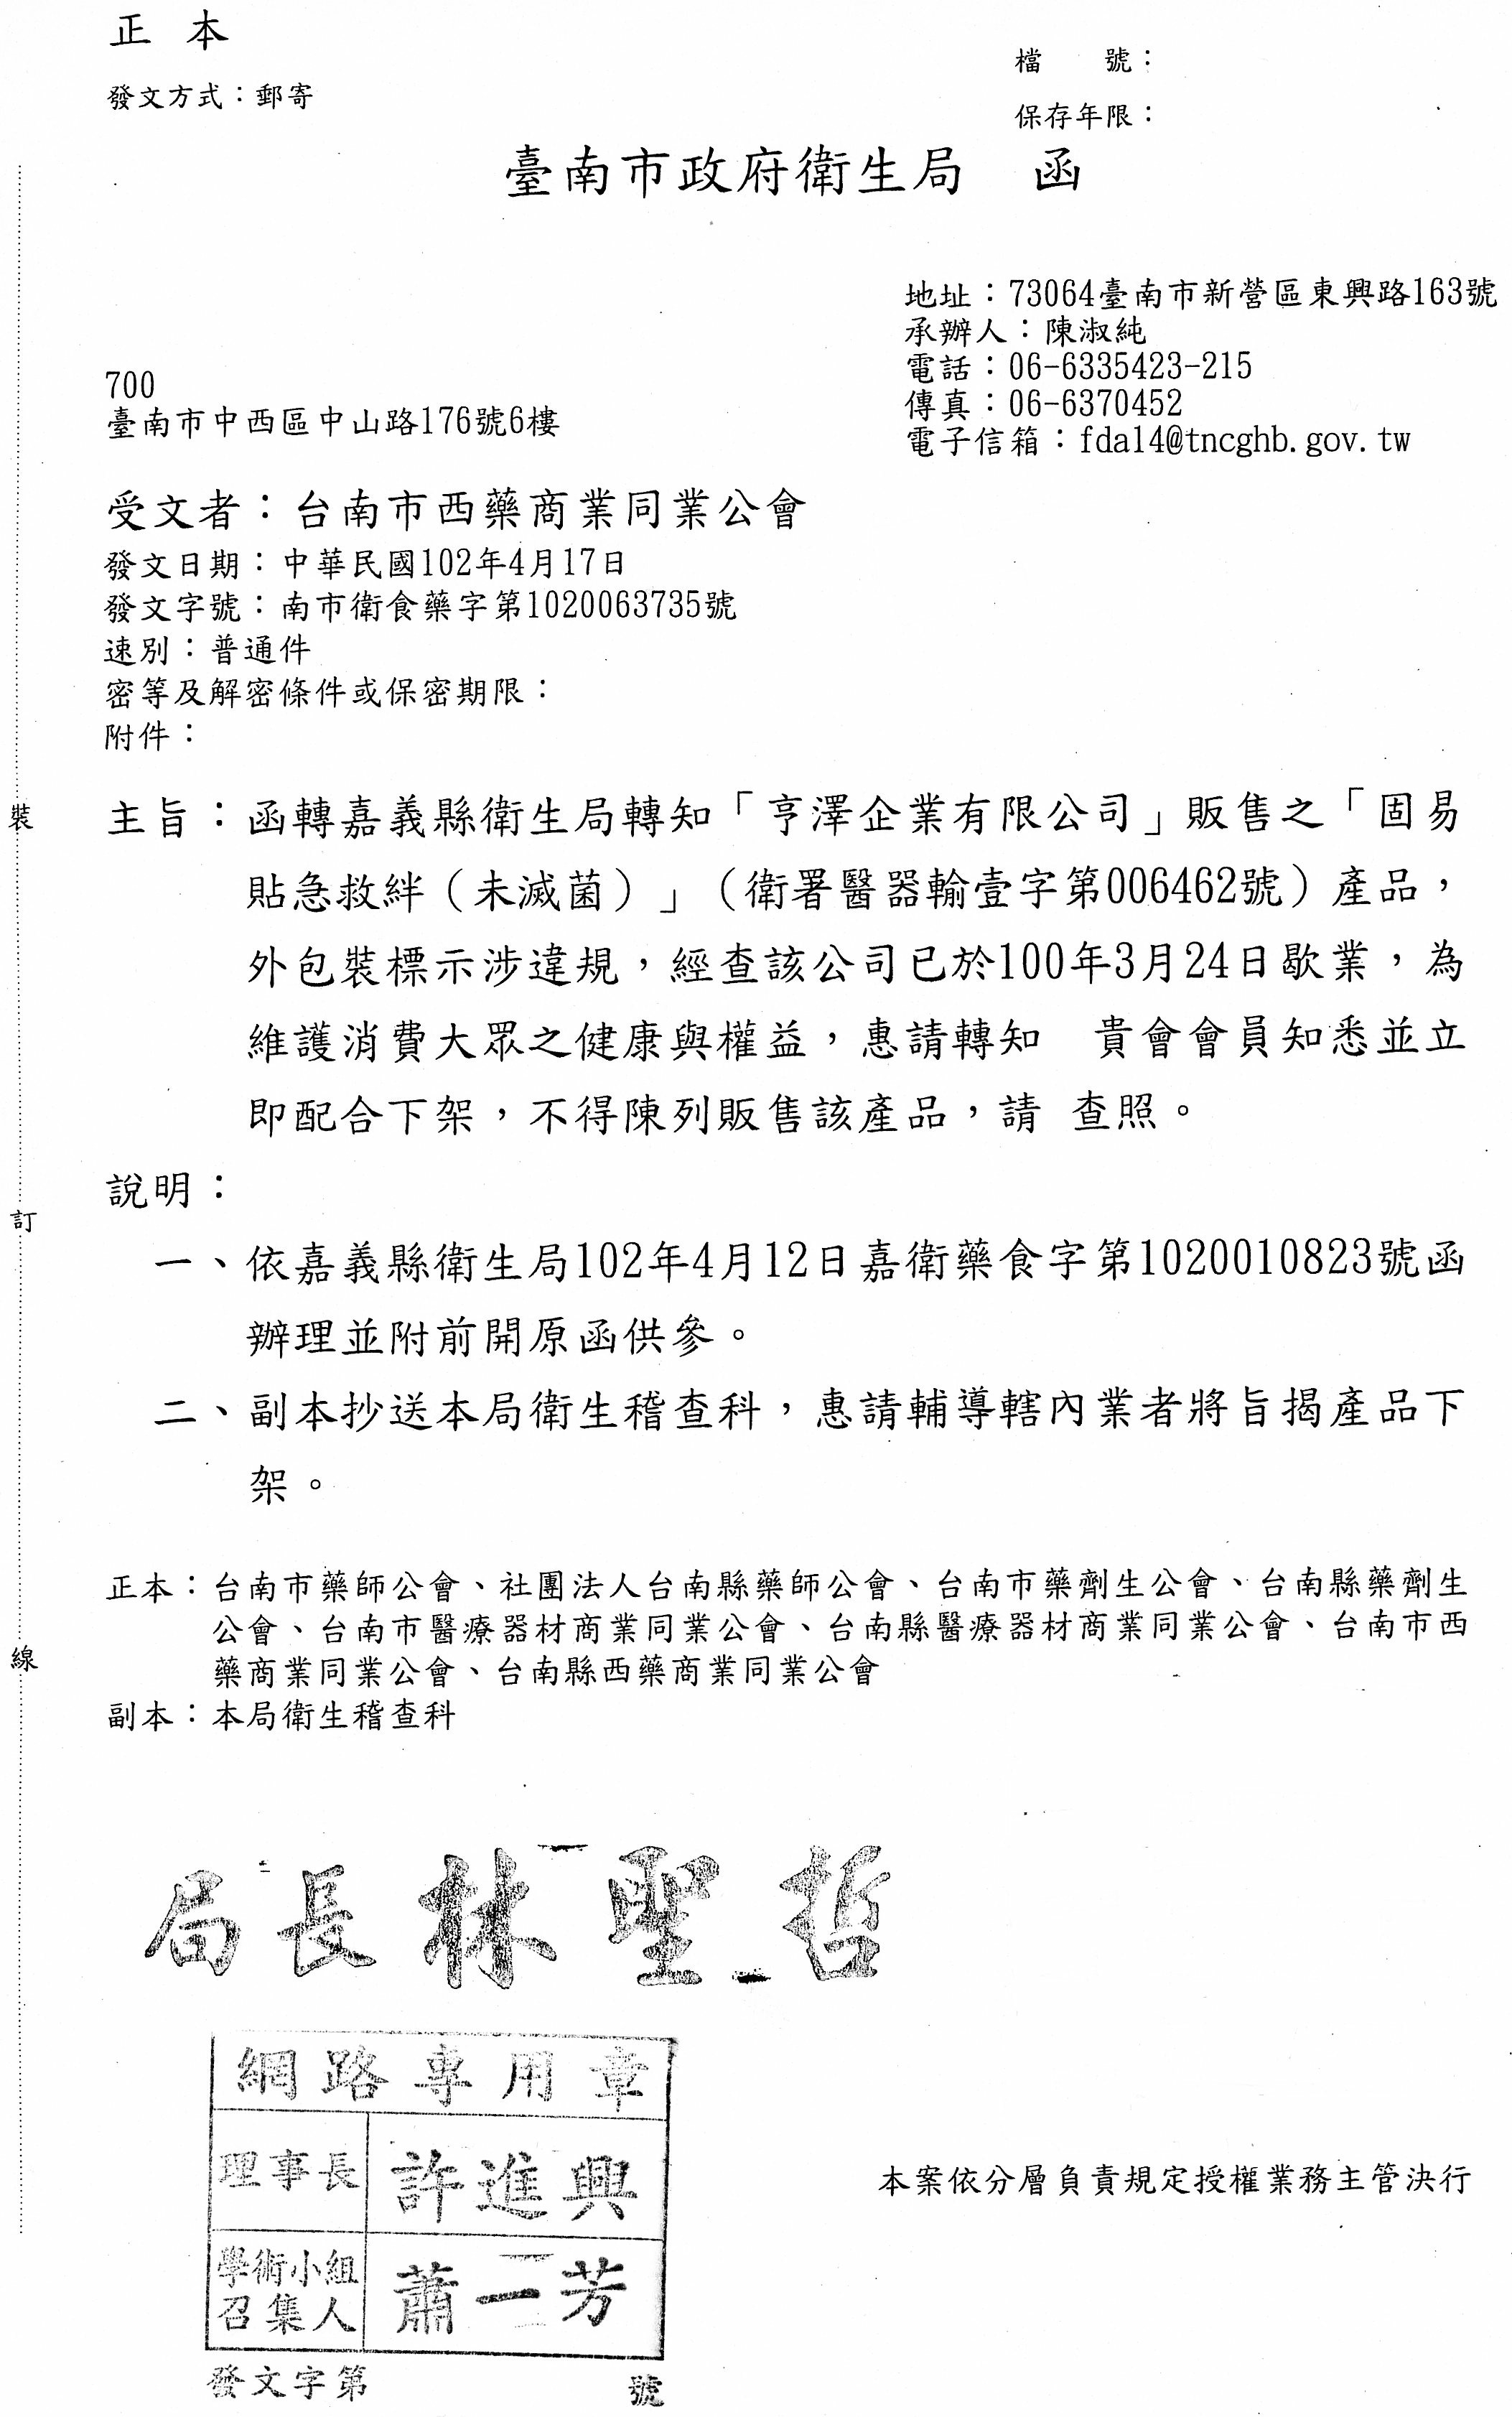 正本
發文方式：郵寄
檔　　號：
保存年限：
臺南市政府衛生局　函
地址：73064臺南市新營區東興路163號
承辦人：陳淑純
電話：06-6335423-215
傳真：06-6370452
電子信箱：fda14@tncghb.gov.tw
700
臺南市中西區中山路176號6樓
受文者：台南市西藥商業同業公會
發文日期：中華民國102年4月17日
發文字號：南市衛食藥字第1020063735號
速別：普通件
密等及解密條件或保密期限：
附件：
主旨：函轉嘉義縣衛生局轉知「亨澤企業有限公司」販售之「固易
貼急救絆（未滅菌）」（衛署醫器輸壹字第006462號）產品，
外包裝標示涉違規，經查該公司已於100年3月24日歇業，為
維護消費大眾之健康與權益，惠請轉知　貴會會員知悉並立
即配合下架，不得陳列販售該產品，請 查照。
說明：
一、依嘉義縣衛生局102年4月12日嘉衛藥食字第1020010823號函
辦理並附前開原函供參。
二、副本抄送本局衛生稽查科，惠請輔導轄內業者將旨揭產品下
架。
正本：台南市藥師公會、社團法人台南縣藥師公會、台南市藥劑生公會、台南縣藥劑生
公會、台南市醫療器材商業同業公會、台南縣醫療器材商業同業公會、台南市西
藥商業同業公會、台南縣西藥商業同業公會
副本：本局衛生稽查科
局長林聖哲
網路專用章
理事長 許進興
學術小組
召集人 蕭一芳
發文字第　　　號
本案依分層負責規定授權業務主管決行
裝
訂
線